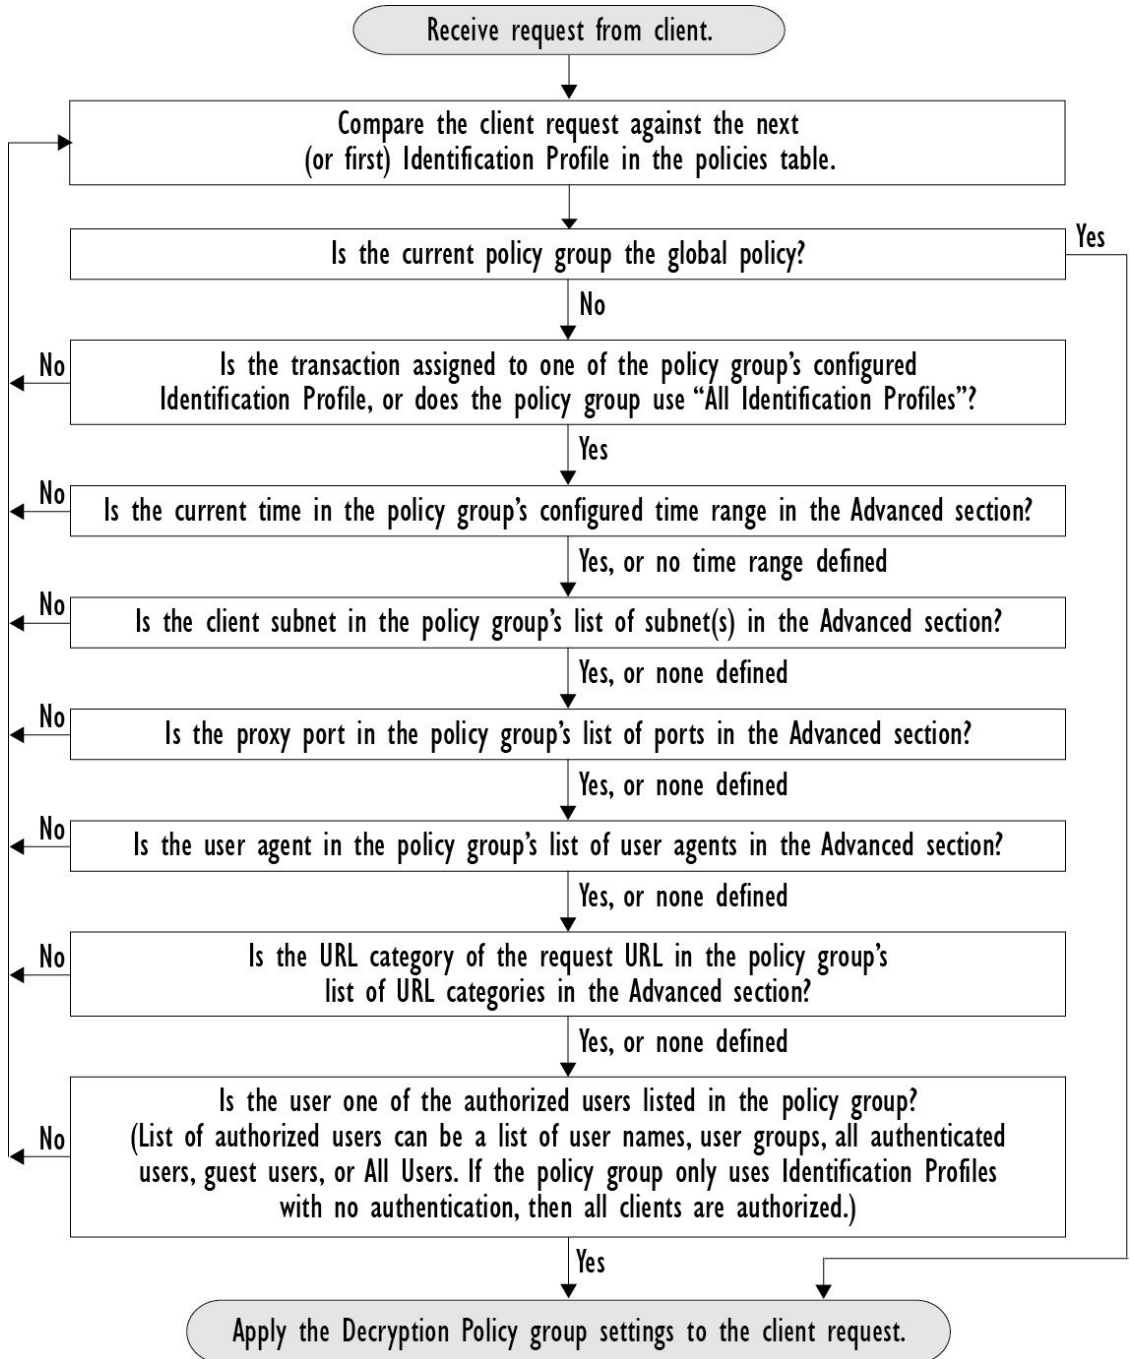 Receive request from client.
Compare the client request against the next
(or first) Identification Profile in the policies table.
Is the current policy group the global policy?
Yes
No
Is the transaction assigned to one of the policy group’s configured
Identification Profile, or does the policy group use “All Identification Profiles”?
No
Yes
Is the current time in the policy group’s configured time range in the Advanced section?
No
Yes, or no time range defined
Is the client subnet in the policy group’s list of subnet(s) in the Advanced section?
No
Yes, or none defined
Is the proxy port in the policy group’s list of ports in the Advanced section?
No
Yes, or none defined
Is the user agent in the policy group’s list of user agents in the Advanced section?
No
Yes, or none defined
Is the URL category of the request URL in the policy group’s
list of URL categories in the Advanced section?
No
Yes, or none defined
Is the user one of the authorized users listed in the policy group?
(List of authorized users can be a list of user names, user groups, all authenticated
users, guest users, or All Users. If the policy group only uses Identification Profiles
with no authentication, then all clients are authorized.)
No
Yes
Apply the Decryption Policy group settings to the client request.